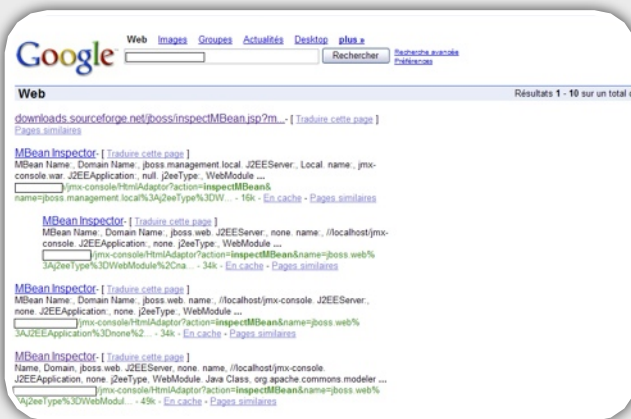 Google
Web Images Groupes Actualités Desktop plus »
Rechercher
Recherche avancée
Préférences
Web Résultats 1 - 10 sur un total
downloads.sourceforge.net/jboss/inspectMBean.jsp?m... - [ Traduire cette page ]
Pages similaires
MBean Inspector- [ Traduire cette page ]
MBean Name:, Domain Name:, jboss.management.local. J2EEServer:, Local. name:, jmx-
console.war. J2EEApplication:, null. j2eeType:, WebModule ...
/jmx-console/HtmlAdaptor?action=inspectMBean&
name=jboss.management.local%3Aj2eeType%3DW... - 16k - En cache - Pages similaires
MBean Inspector- [ Traduire cette page ]
MBean Name:, Domain Name:, jboss.web. J2EEServer:, none. name:, //localhost/jmx-
console. J2EEApplication:, none. j2eeType:, WebModule ...
/jmx-console/HtmlAdaptor?action=inspectMBean&name=jboss.web%
3Aj2eeType%3DWebModule%2Cna... - 34k - En cache - Pages similaires
MBean Inspector- [ Traduire cette page ]
MBean Name:, Domain Name:, jboss.web. name:, //localhost/jmx-console. J2EEServer:,
none. J2EEApplication:, none. j2eeType:, WebModule ...
/jmx-console/HtmlAdaptor?action=inspectMBean&name=jboss.web%
3AJ2EEApplication%3Dnone%2... - 34k - En cache - Pages similaires
MBean Inspector- [ Traduire cette page ]
Name, Domain, jboss.web. J2EEServer, none. name, //localhost/jmx-console.
J2EEApplication, none. j2eeType, WebModule. Java Class, org.apache.commons.modeler ...
/jmx-console/HtmlAdaptor?action=inspectMBean&name=jboss.web%
Aj2eeType%3DWebModul... - 49k - En cache - Pages similaires